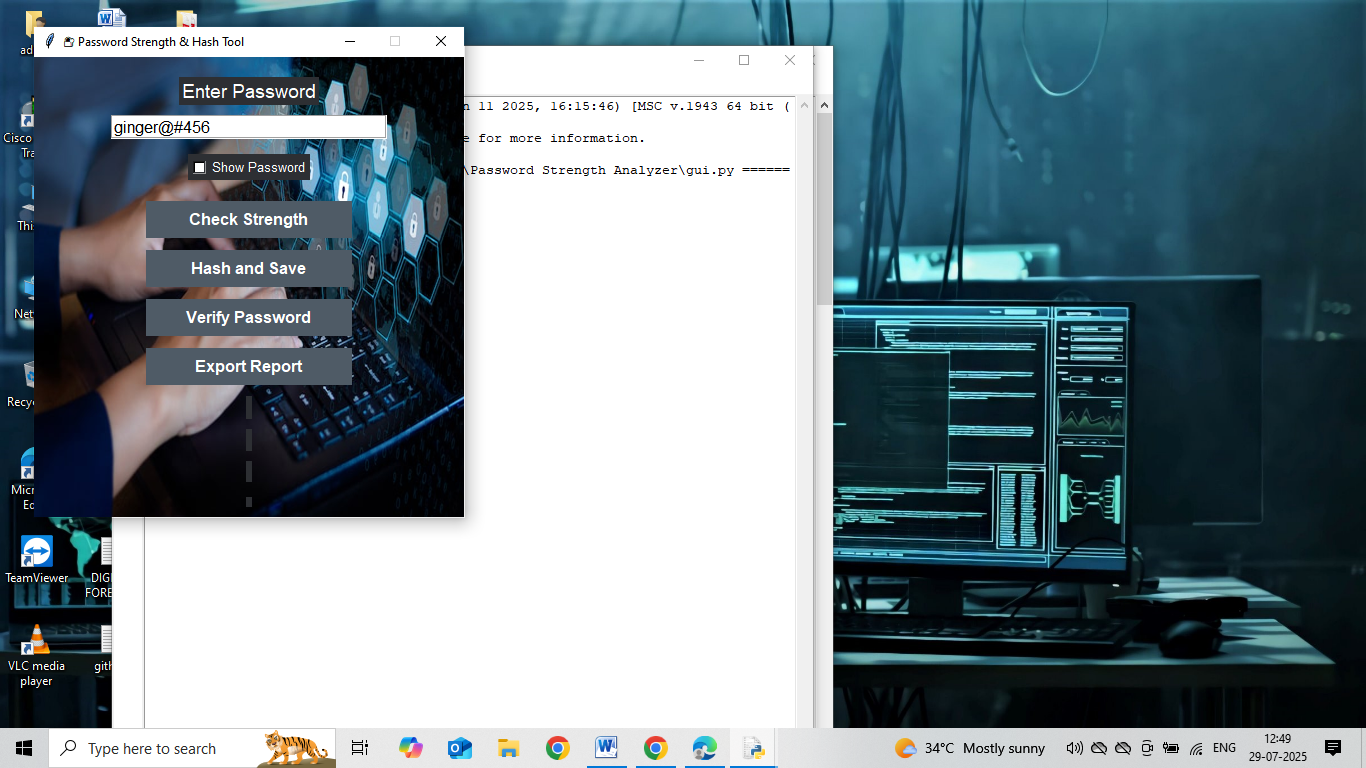 Password Strength & Hash Tool
Enter Password
ginger@#456
Show Password
Check Strength
Hash and Save
Verify Password
Export Report
n 11 2025, 16:15:46) [MSC v.1943 64 bit (
e for more information.
\Password Strength Analyzer\gui.py ======
ad
Cisco
Tra
This
Net
Recyc
Micr
Ed
TeamViewer
DIGI
FORE
VLC media
player
gith
Type here to search
34°C Mostly sunny
ENG
12:49
29-07-2025